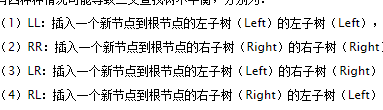 有四种种情况可能导致二叉查找树不平衡，分别为：
（1）LL：插入一个新节点到根节点的左子树（Left）的左子树（Left），
（2）RR：插入一个新节点到根节点的右子树（Right）的右子树（Right）
（3）LR：插入一个新节点到根节点的左子树（Left）的右子树（Right）
（4）RL：插入一个新节点到根节点的右子树（Right）的左子树（Left）